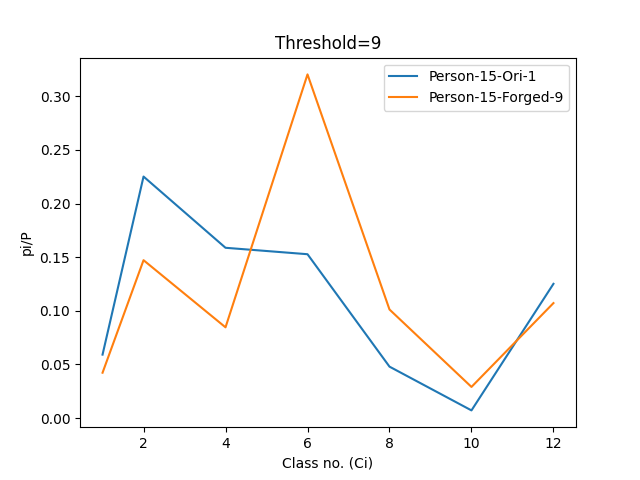 Threshold=9
Person-15-Ori-1
Person-15-Forged-9
0.30
0.25
0.20
0.15
0.10
0.05
0.00
pi/P
2 4 6 8 10 12
Class no. (Ci)